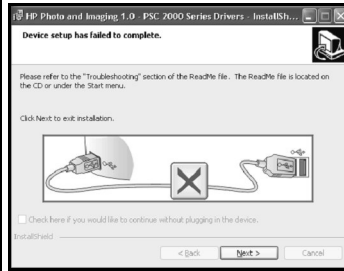 HP Photo and Imaging 1.0 - PSC 2000 Series Drivers - InstallSh...
Device setup has failed to complete.
Please refer to the "Troubleshooting" section of the ReadMe file. The ReadMe file is located on
the CD or under the Start menu.
Click Next to exit installation.
Check here if you would like to continue without plugging in the device.
InstallShield
< Back Next > Cancel